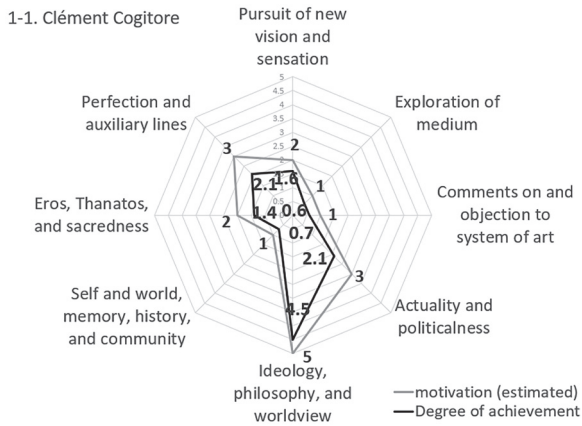 1-1. Clément Cogitore
Pursuit of new
vision and
sensation
Perfection and
auxiliary lines
Exploration of
medium
5
5
4
3.5
3
2.5
2
3
1
2.1
1.6
0.5
Eros, Thanatos,
and sacredness
2
1.4
0.6
1
Comments on and
objection to
system of art
1
0.7
2.1
3
Self and world,
memory, history,
and community
4.5
Actuality and
politicalness
5
Ideology,
philosophy, and
worldview
motivation (estimated)
Degree of achievement